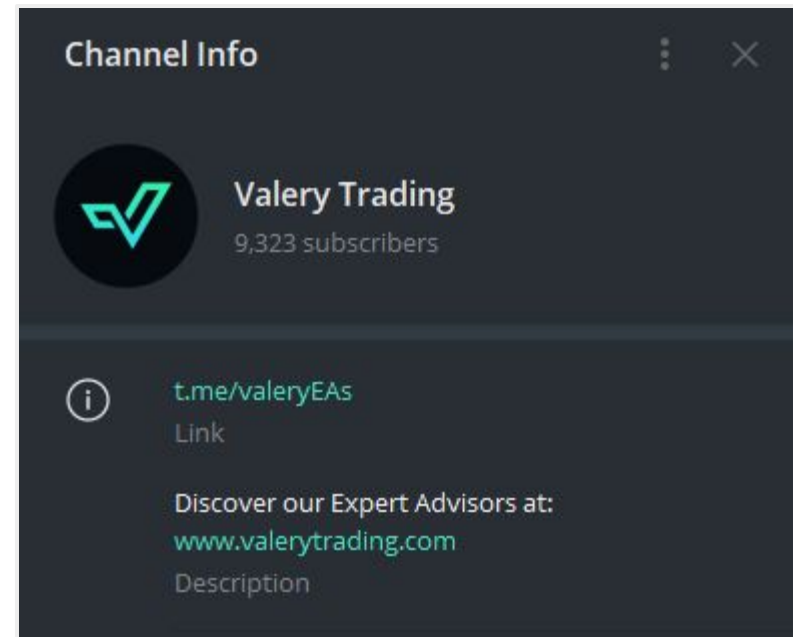 Channel Info
Valery Trading
9,323 subscribers
t.me/valeryEAs
Link
Discover our Expert Advisors at:
www.valerytrading.com
Description